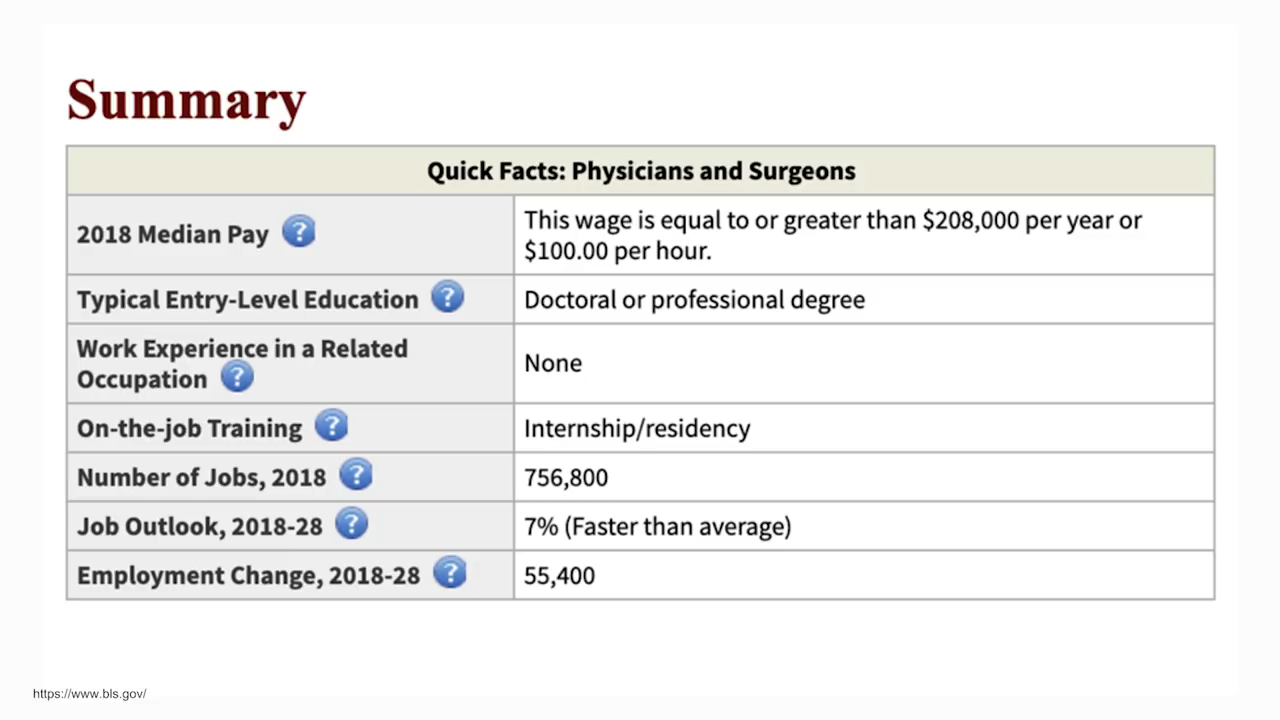 Summary
Quick Facts: Physicians and Surgeons
2018 Median Pay ?
This wage is equal to or greater than $208,000 per year or
$100.00 per hour.
Typical Entry-Level Education ?
Doctoral or professional degree
Work Experience in a Related
Occupation ?
None
On-the-job Training ?
Internship/residency
Number of Jobs, 2018 ?
756,800
Job Outlook, 2018-28 ?
7% (Faster than average)
Employment Change, 2018-28 ?
55,400
https://www.bls.gov/